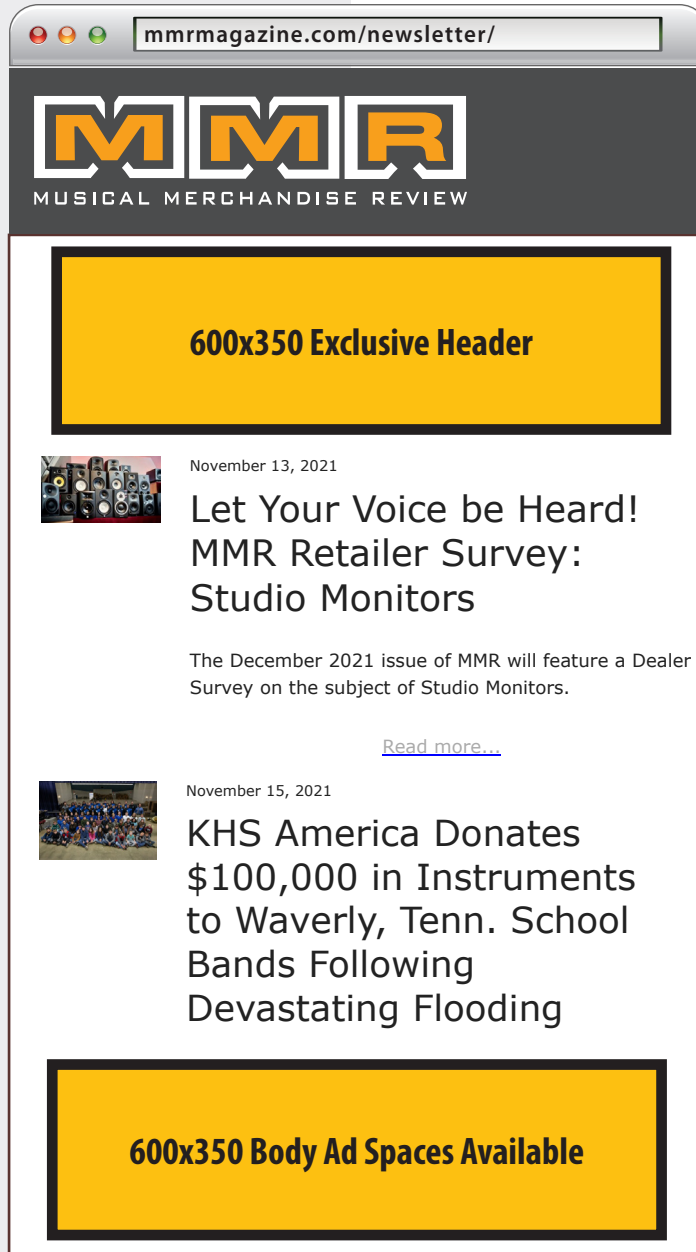 mmrmagazine.com/newsletter/
MMR
MUSICAL MERCHANDISE REVIEW
600x350 Exclusive Header
November 13, 2021
Let Your Voice be Heard!
MMR Retailer Survey:
Studio Monitors
The December 2021 issue of MMR will feature a Dealer
Survey on the subject of Studio Monitors.
Read more...
November 15, 2021
KHS America Donates
$100,000 in Instruments
to Waverly, Tenn. School
Bands Following
Devastating Flooding
600x350 Body Ad Spaces Available